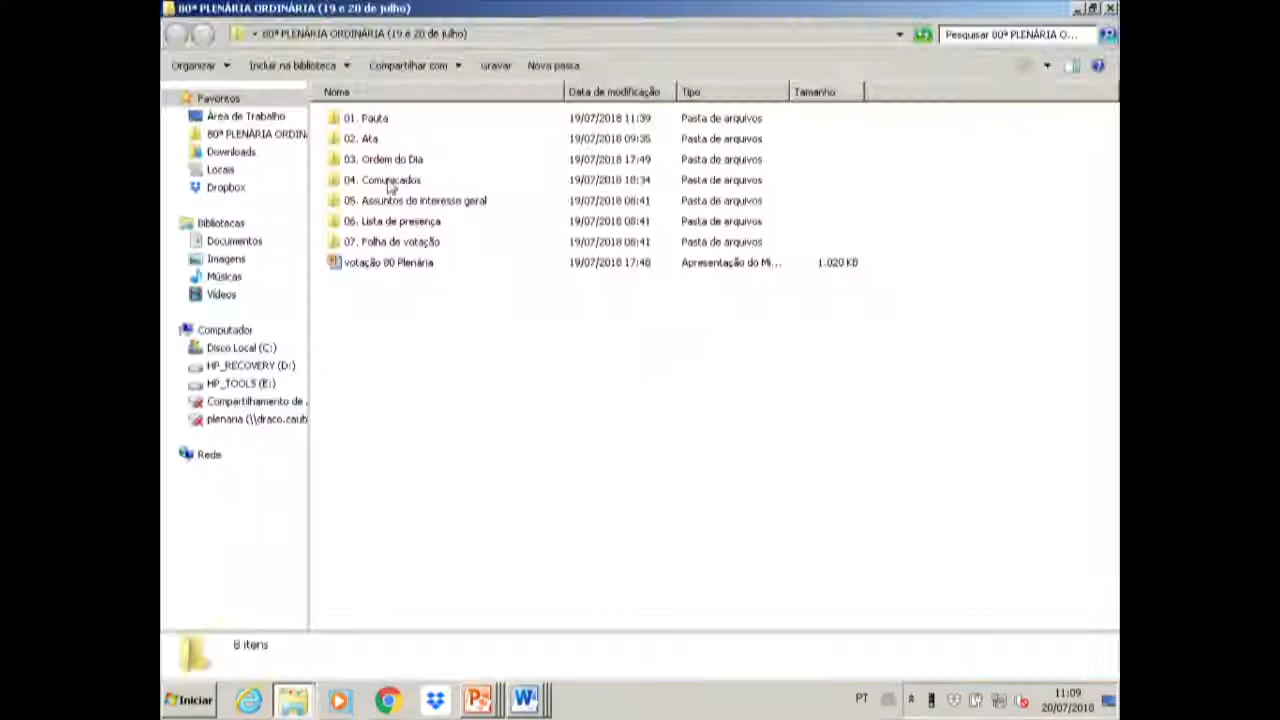 80ª PLENÁRIA ORDINÁRIA (19 e 20 de julho)
80ª PLENÁRIA ORDINÁRIA (19 e 20 de julho)
Pesquisar 80ª PLENÁRIA O...
Organizar
Incluir na biblioteca
Compartilhar com
Gravar
Nova pasta
Nome
Data de modificação
Tipo
Tamanho
Favoritos
Área de Trabalho
80ª PLENÁRIA ORDIN
Downloads
Locais
Dropbox
Bibliotecas
Documentos
Imagens
Músicas
Vídeos
Computador
Disco Local (C:)
HP_RECOVERY (D:)
HP_TOOLS (E:)
Compartilhamento de
plenaria (\\draco.caub
Rede
01. Pauta 19/07/2018 11:39 Pasta de arquivos
02. Ata 19/07/2018 09:35 Pasta de arquivos
03. Ordem do Dia 19/07/2018 17:49 Pasta de arquivos
04. Comunicados 19/07/2018 18:34 Pasta de arquivos
05. Assuntos de interesse geral 19/07/2018 08:41 Pasta de arquivos
06. Lista de presença 19/07/2018 08:41 Pasta de arquivos
07. Folha de votação 19/07/2018 08:41 Pasta de arquivos
votação 80 Plenária 19/07/2018 17:48 Apresentação do Mi... 1.020 KB
8 itens
Iniciar
PT
11:09
20/07/2018